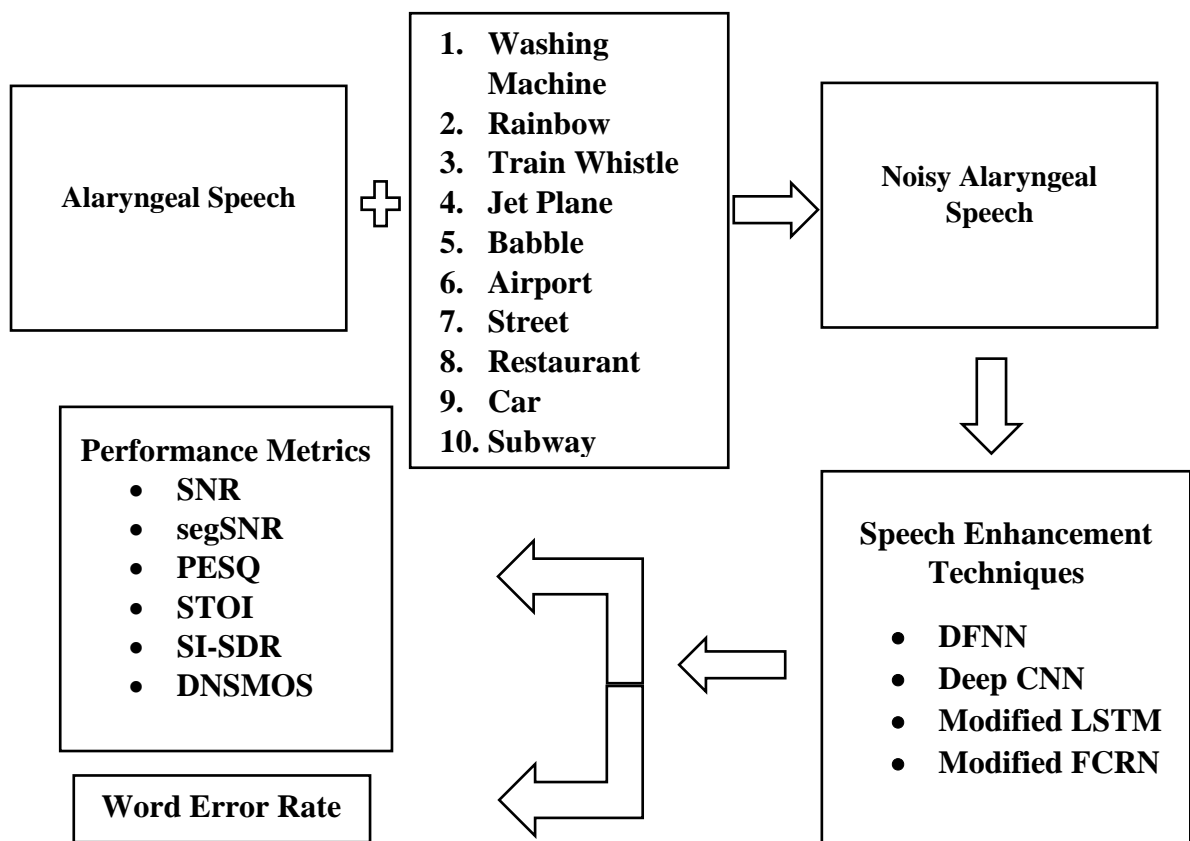 Alaryngeal Speech
1. Washing
Machine
2. Rainbow
3. Train Whistle
4. Jet Plane
5. Babble
6. Airport
7. Street
8. Restaurant
9. Car
10. Subway
Noisy Alaryngeal
Speech
Speech Enhancement
Techniques
• DFNN
• Deep CNN
• Modified LSTM
• Modified FCRN
Performance Metrics
• SNR
• segSNR
• PESQ
• STOI
• SI-SDR
• DNSMOS
Word Error Rate